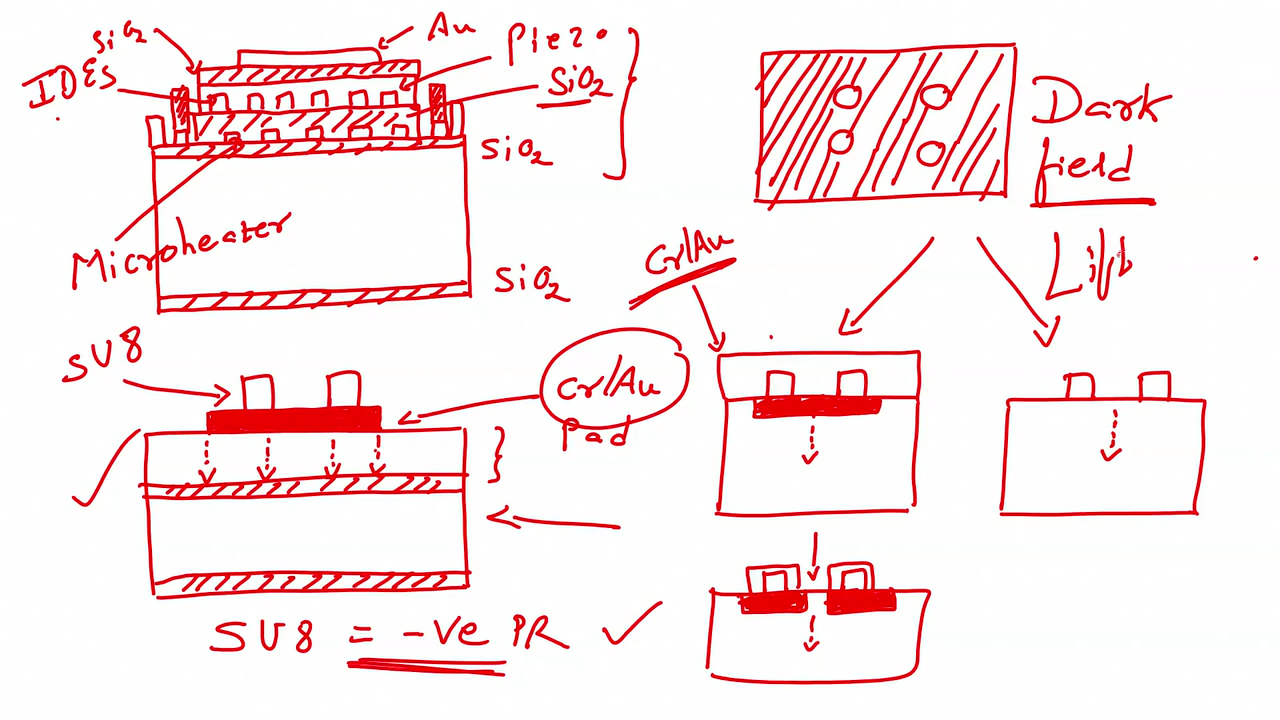 SiO2
Au
Piezo
IDES
SiO2
SiO2
Microheater
SiO2
Dark
field
Lift
Cr/Au
SU8
Cr/Au
Pad
SU8 = -ve PR